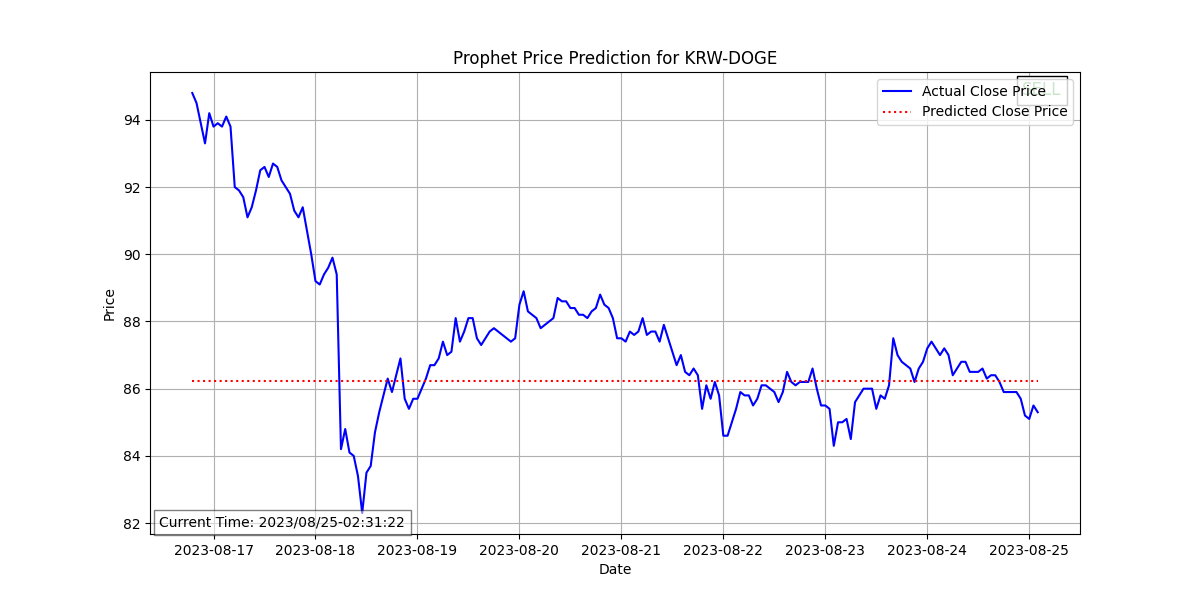 Prophet Price Prediction for KRW-DOGE
Actual Close Price
Predicted Close Price
SELL
Price
94
92
90
88
86
84
82
Current Time: 2023/08/25-02:31:22
2023-08-17 2023-08-18 2023-08-19 2023-08-20 2023-08-21 2023-08-22 2023-08-23 2023-08-24 2023-08-25
Date